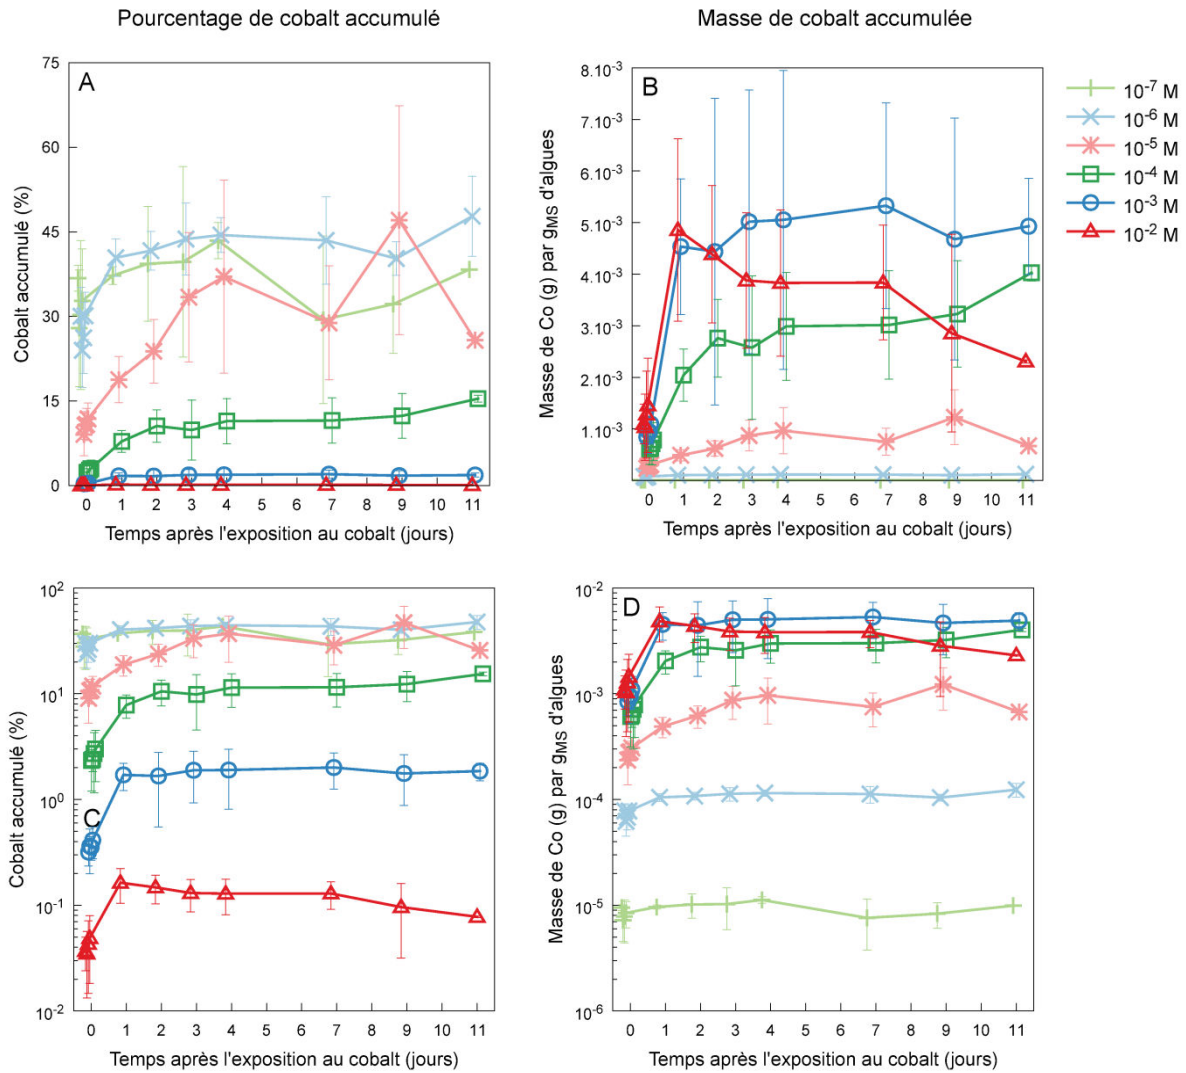 Pourcentage de cobalt accumulé
Masse de cobalt accumulée
A
Cobalt accumulé (%)
75
60
45
30
15
0
0 1 2 3 4 5 6 7 8 9 10 11
Temps après l'exposition au cobalt (jours)
B
Masse de Co (g) par gMS d'algues
8.10⁻³
7.10⁻³
6.10⁻³
5.10⁻³
4.10⁻³
3.10⁻³
2.10⁻³
1.10⁻³
0 1 2 3 4 5 6 7 8 9 10 11
Temps après l'exposition au cobalt (jours)
10⁻⁷ M
10⁻⁶ M
10⁻⁵ M
10⁻⁴ M
10⁻³ M
10⁻² M
C
Cobalt accumulé (%)
10²
10¹
10⁰
10⁻¹
10⁻²
0 1 2 3 4 5 6 7 8 9 10 11
Temps après l'exposition au cobalt (jours)
D
Masse de Co (g) par gMS d'algues
10⁻²
10⁻³
10⁻⁴
10⁻⁵
10⁻⁶
0 1 2 3 4 5 6 7 8 9 10 11
Temps après l'exposition au cobalt (jours)